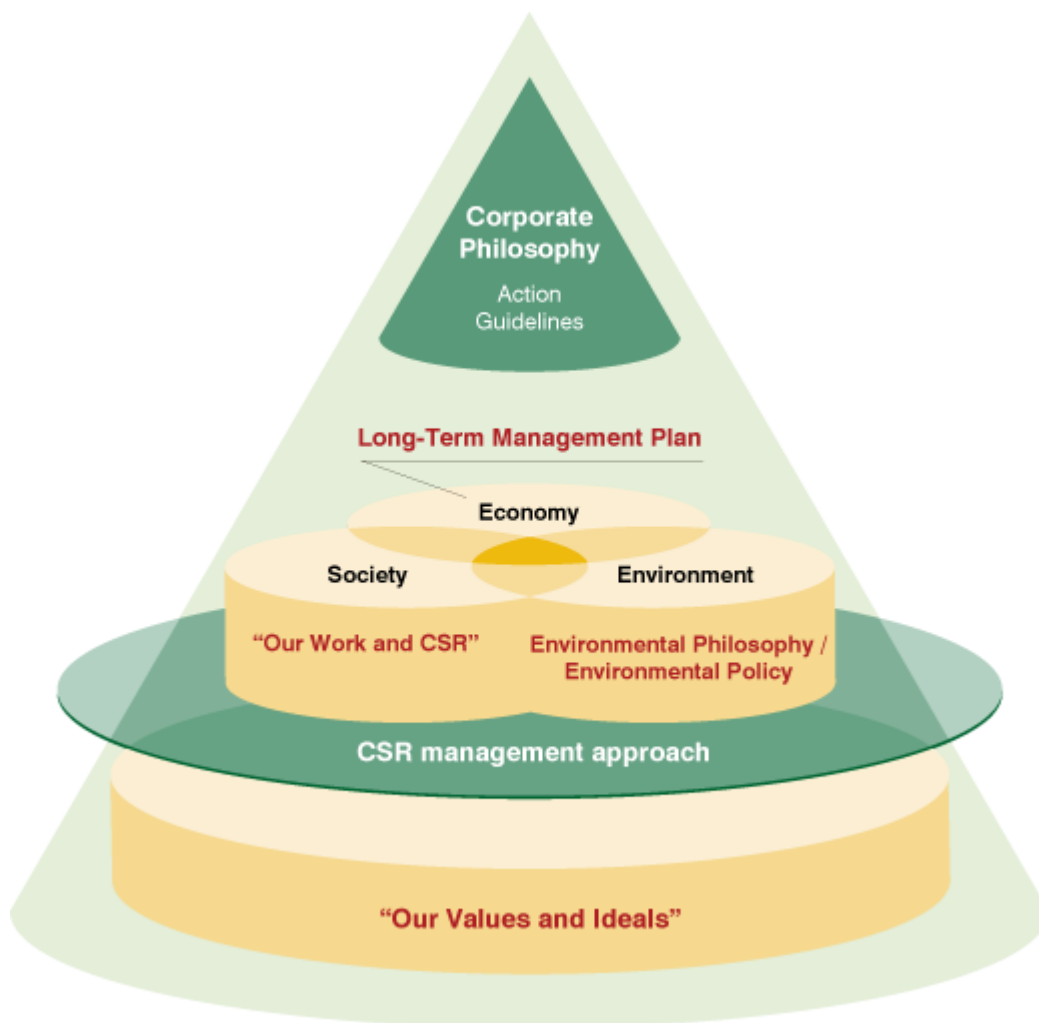 Corporate
Philosophy
Action
Guidelines
Long-Term Management Plan
Economy
Society
Environment
“Our Work and CSR”
Environmental Philosophy /
Environmental Policy
CSR management approach
“Our Values and Ideals”